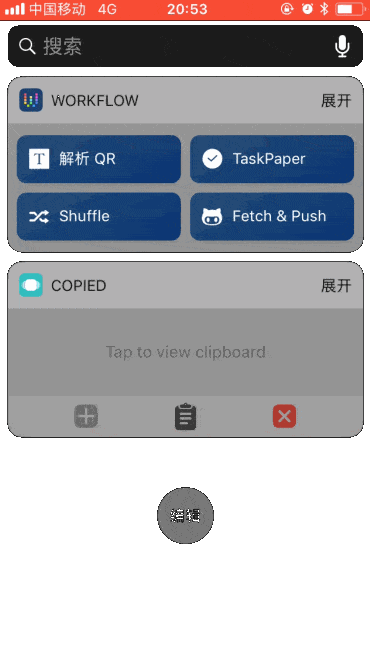 中国移动 4G 20:53
搜索
WORKFLOW 展开
解析 QR
TaskPaper
Shuffle
Fetch & Push
COPIED 展开
Tap to view clipboard
编辑